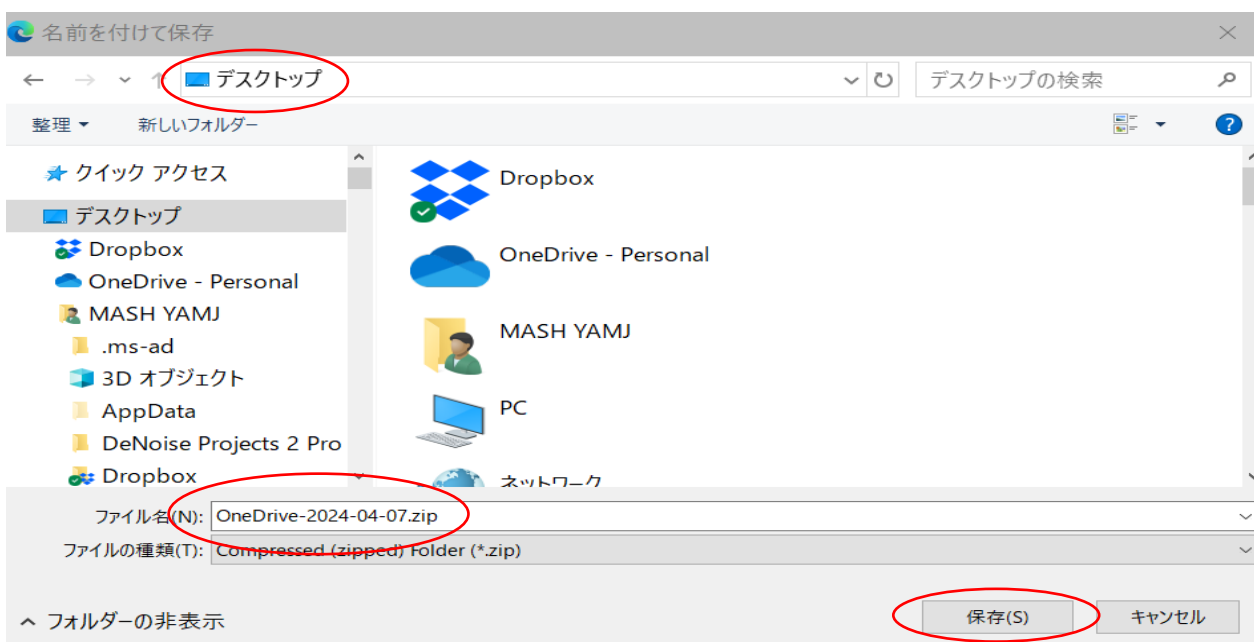 名前を付けて保存
デスクトップ
デスクトップの検索
整理
新しいフォルダー
クイック アクセス
デスクトップ
Dropbox
OneDrive - Personal
MASH YAMJ
.ms-ad
3D オブジェクト
AppData
DeNoise Projects 2 Pro
Dropbox
Dropbox
OneDrive - Personal
MASH YAMJ
PC
ネットワーク
ファイル名(N): OneDrive-2024-04-07.zip
ファイルの種類(T): Compressed (zipped) Folder (*.zip)
フォルダーの非表示
保存(S)
キャンセル